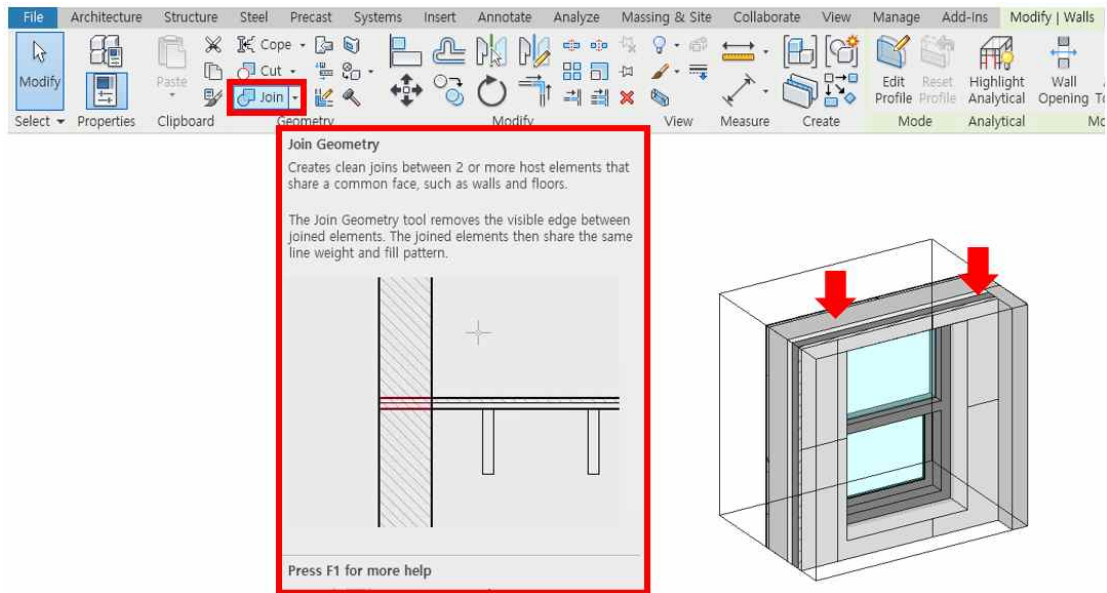 File Architecture Structure Steel Precast Systems Insert Annotate Analyze Massing & Site Collaborate View Manage Add-Ins Modify | Walls
Modify
Paste
Cope
Cut
Join
Edit Profile
Reset Profile
Highlight Analytical
Wall Opening
Select Properties Clipboard Geometry Modify View Measure Create Mode Analytical
Join Geometry
Creates clean joins between 2 or more host elements that
share a common face, such as walls and floors.
The Join Geometry tool removes the visible edge between
joined elements. The joined elements then share the same
line weight and fill pattern.
Press F1 for more help